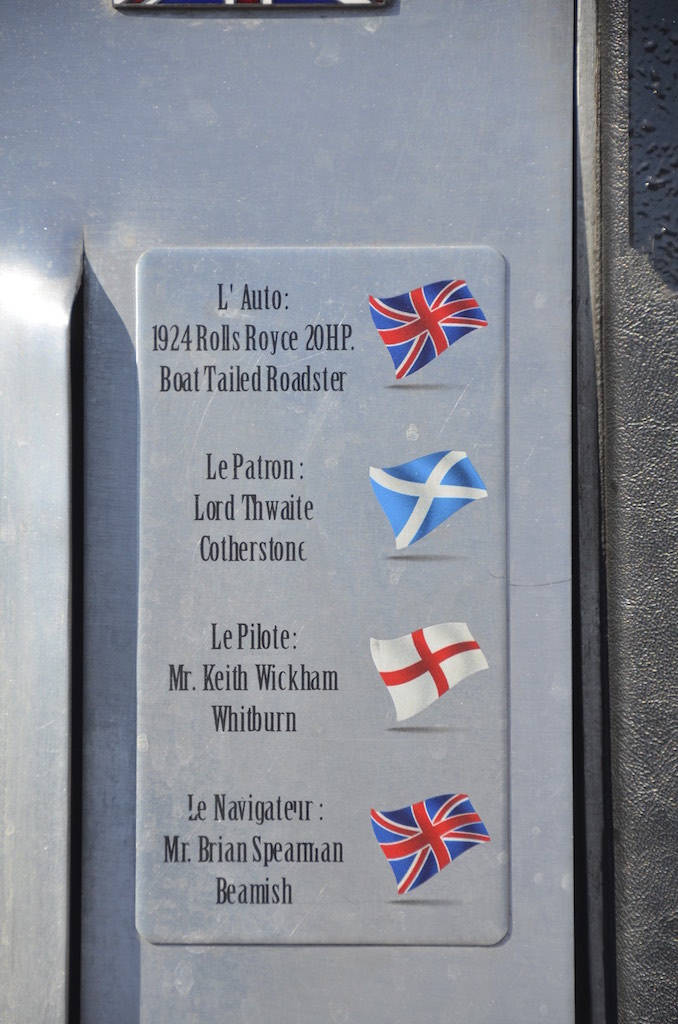 L' Auto:
1924 Rolls Royce 20HP.
Boat Tailed Roadster
Le Patron :
Lord Thwaite
Cotherstone
Le Pilote:
Mr. Keith Wickham
Whitburn
Le Navigateur :
Mr. Brian Spearman
Beamish